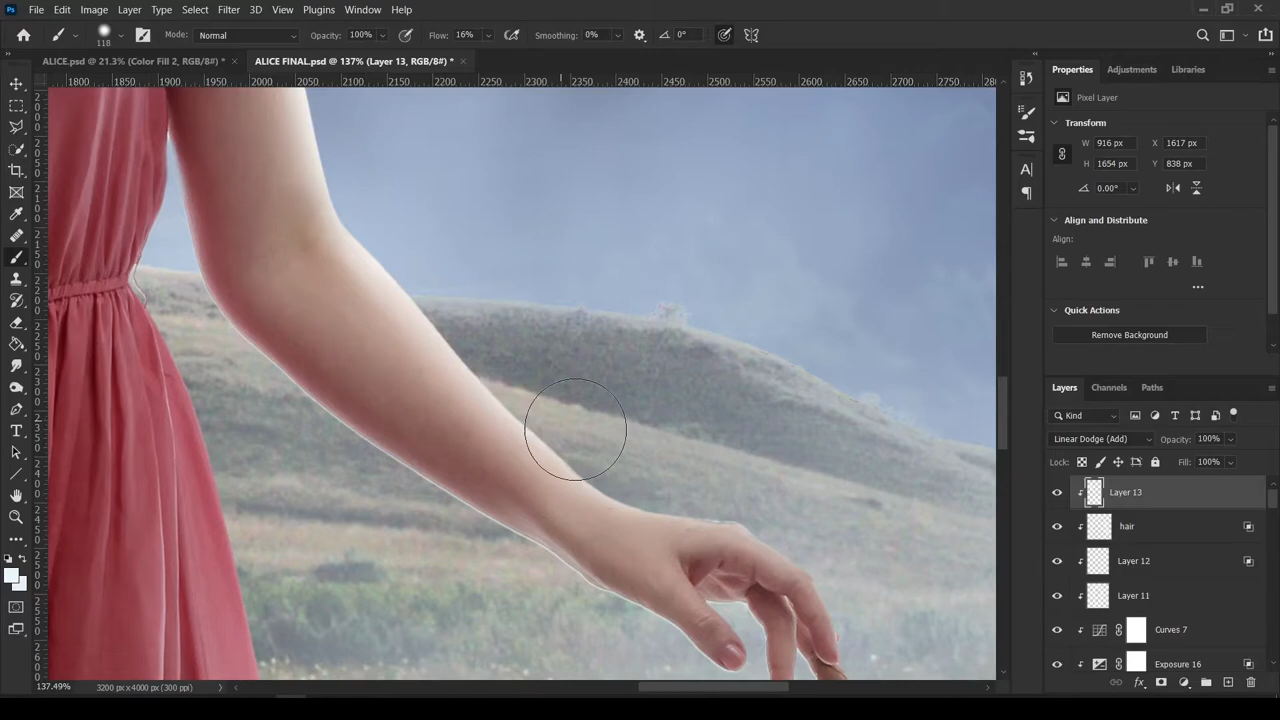 Ps File Edit Image Layer Type Select Filter 3D View Plugins Window Help
118 Mode: Normal Opacity: 100% Flow: 16% Smoothing: 0% 0°
ALICE.psd @ 21.3% (Color Fill 2, RGB/8#) * × ALICE FINAL.psd @ 137% (Layer 13, RGB/8#) * ×
1800 1850 1900 1950 2000 2050 2100 2150 2200 2250 2300 2350 2400 2450 2500 2550 2600 2650 2700 2750
Properties Adjustments Libraries
Pixel Layer
Transform
W 916 px X 1617 px
H 1654 px Y 838 px
0.00°
Align and Distribute
Align:
Quick Actions
Remove Background
Layers Channels Paths
Kind
Linear Dodge (Add) Opacity: 100%
Lock: Fill: 100%
Layer 13
hair
Layer 12
Layer 11
Curves 7
Exposure 16
137.49% 3200 px x 4000 px (300 ppi)